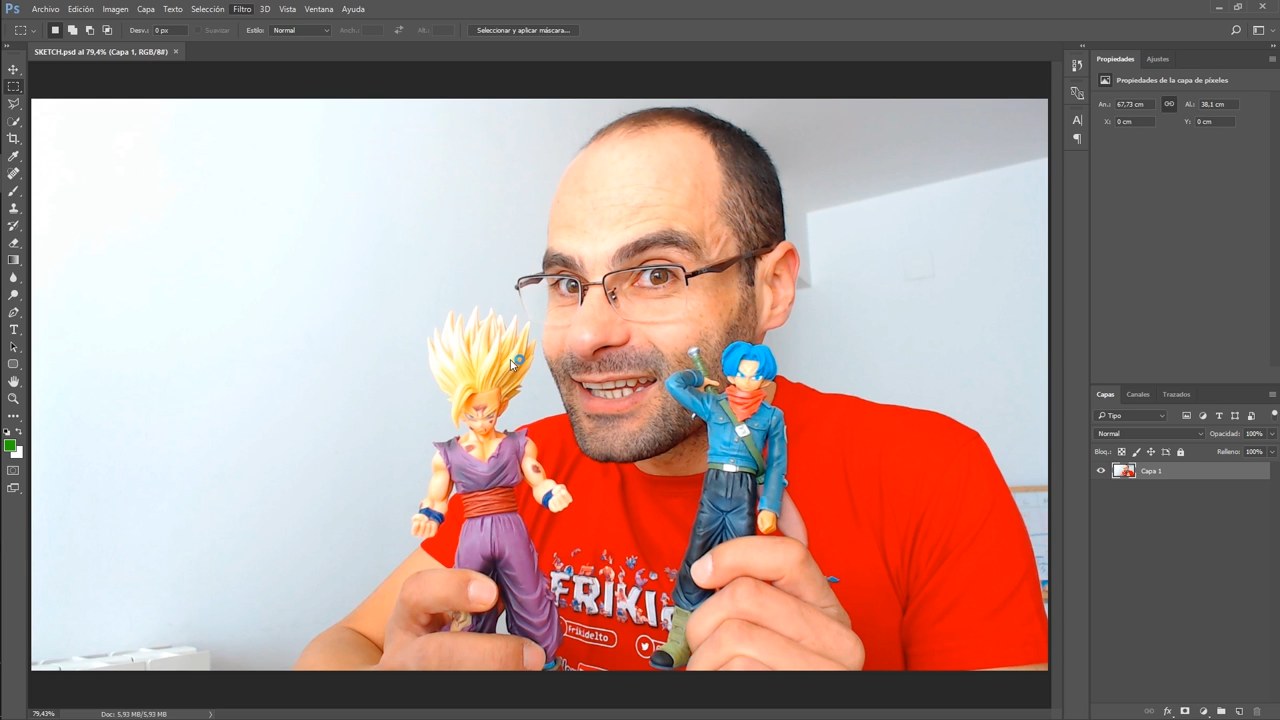 Ps Archivo Edición Imagen Capa Texto Selección Filtro 3D Vista Ventana Ayuda
Desv.: 0 px Suavizar Estilo: Normal Anch.: Alt.: Seleccionar y aplicar máscara...
SKETCH.psd al 79,4% (Capa 1, RGB/8#) ×
Propiedades Ajustes
Propiedades de la capa de píxeles
An.: 67,73 cm Al.: 38,1 cm
X: 0 cm Y: 0 cm
Capas Canales Trazados
Tipo
Normal Opacidad: 100%
Bloq.: Relleno: 100%
Capa 1
FRIKI
Frikidelto
79,43% Doc: 5,93 MB/5,93 MB